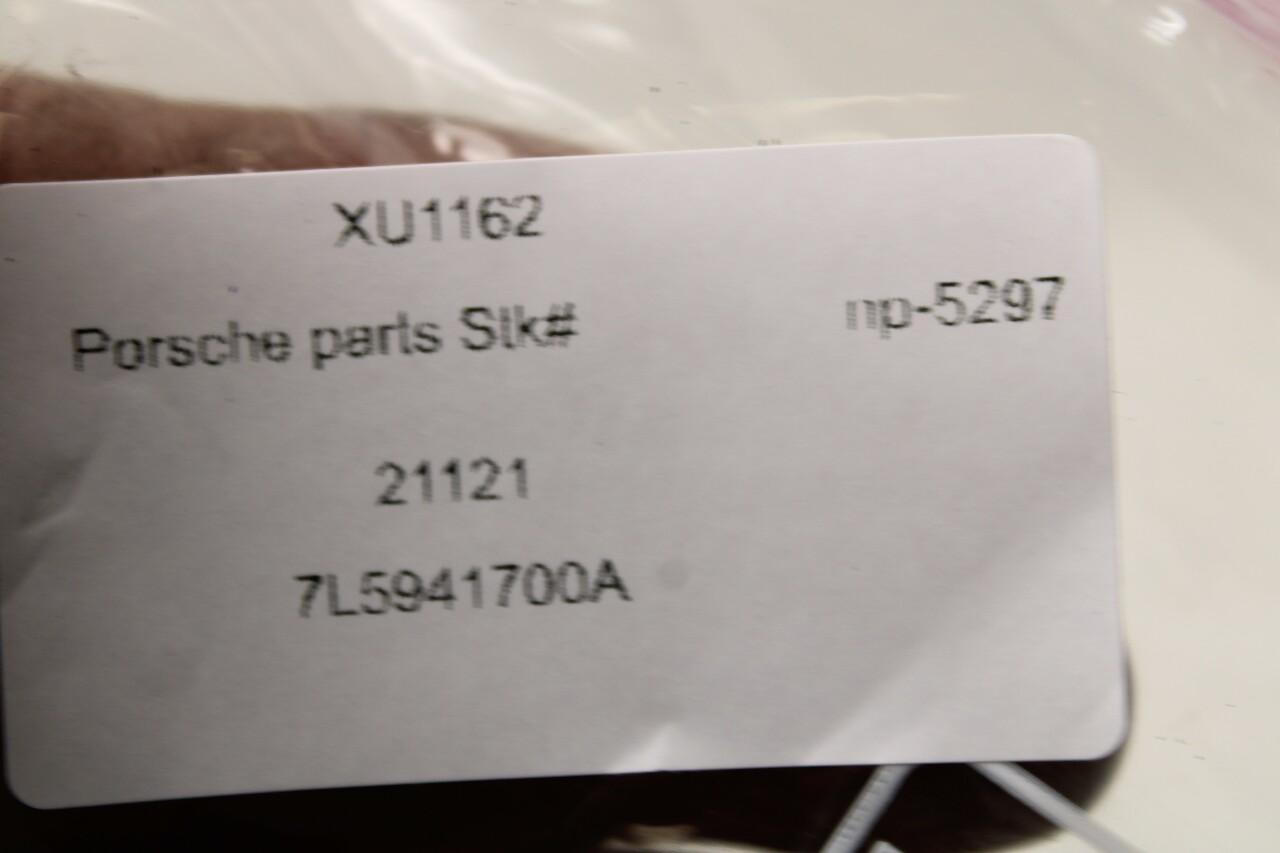 XU1162
Porsche parts Stk# np-5297
21121
7L5941700A